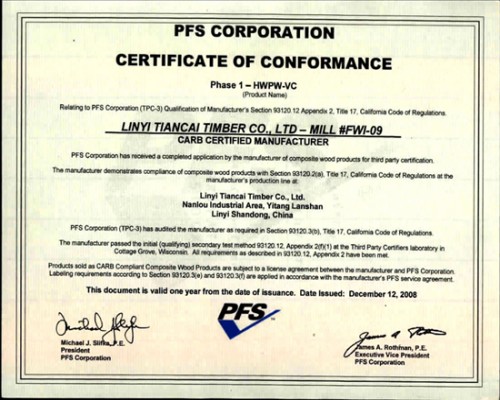 PFS CORPORATION
CERTIFICATE OF CONFORMANCE
Phase 1 – HWPW-VC
(Product Name)
Relating to PFS Corporation (TPC-3) Qualification of Manufacturer's Section 93120.12 Appendix 2, Title 17, California Code of Regulations.
LINYI TIANCAI TIMBER CO., LTD – MILL #FWI-09
CARB CERTIFIED MANUFACTURER
PFS Corporation has received a completed application by the manufacturer of composite wood products for third party certification.
The manufacturer demonstrates compliance of composite wood products with Section 93120.2(a), Title 17, California Code of Regulations at the
manufacturer's production line at:
Linyi Tiancai Timber Co., Ltd.
Nanlou Industrial Area, Yitang Lanshan
Linyi Shandong, China
PFS Corporation (TPC-3) has audited the manufacturer as required in Section 93120.3(b), Title 17, California Code of Regulations.
The manufacturer passed the initial (qualifying) secondary test method 93120.12, Appendix 2(f)(1) at the Third Party Certifiers laboratory in
Cottage Grove, Wisconsin. All requirements as described in 93120.12, Appendix 2 have been met.
Products sold as CARB Compliant Composite Wood Products are subject to a license agreement between the manufacturer and PFS Corporation.
Labeling requirements according to Section 93120.3(e) and 93120.3(f) are applied in accordance with the manufacturer's PFS service agreement.
This document is valid one year from the date of issuance. Date Issued: December 12, 2008
PFS
Michael J. Slifka, P.E.
President
PFS Corporation
James A. Rothman, P.E.
Executive Vice President
PFS Corporation